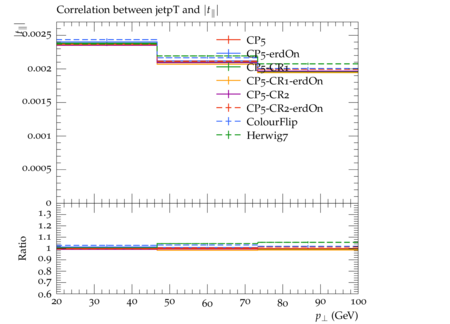 Correlation between jetpT and |t∥|
|t∥|
0.0025
0.002
0.0015
0.001
0.0005
0
CP5
CP5-erdOn
CP5-CR1
CP5-CR1-erdOn
CP5-CR2
CP5-CR2-erdOn
ColourFlip
Herwig7
Ratio
1.3
1.2
1.1
1
0.9
0.8
0.7
0.6
20 30 40 50 60 70 80 90 100
p⊥ (GeV)